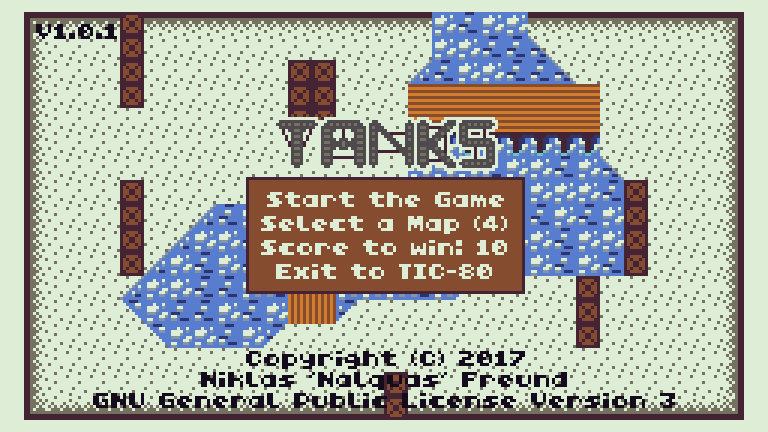 V1.0.1
TANKS
Start the Game
Select a Map (4)
Score to win: 10
Exit to TIC-80
Copyright (C) 2017
Niklas 'Nalquas' Freund
GNU General Public License Version 3